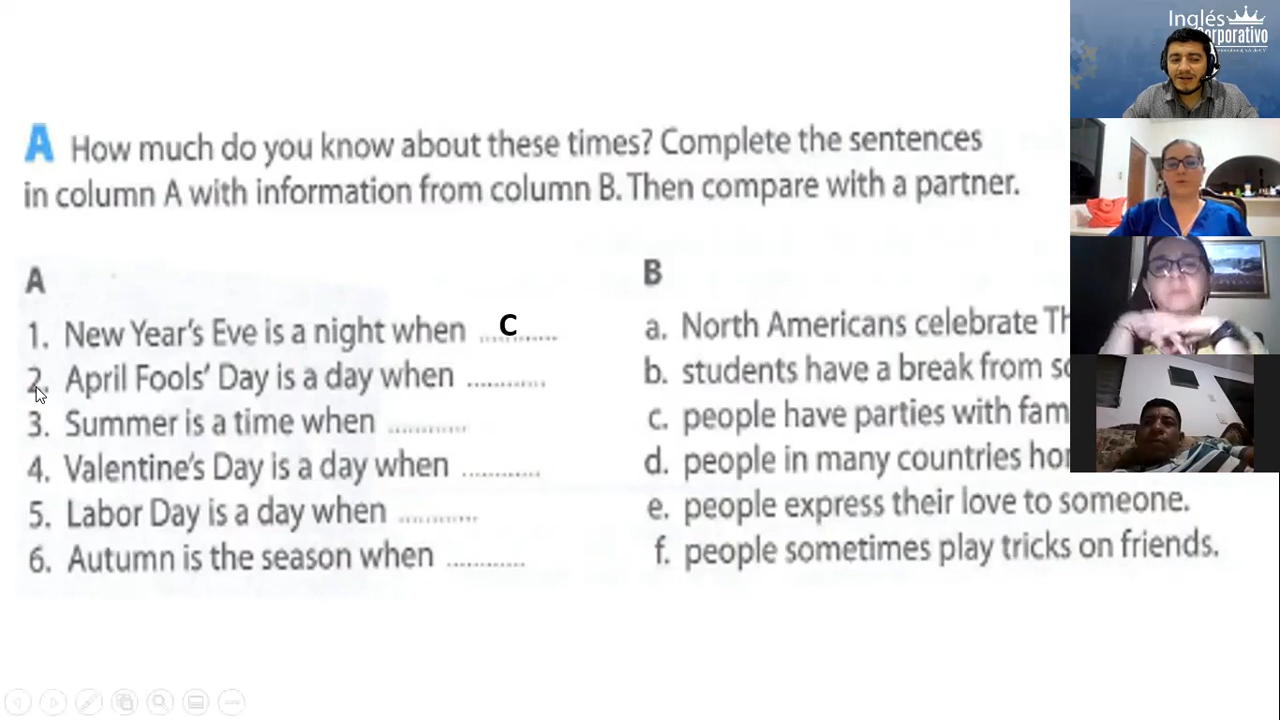 Inglés
Corporativo
A How much do you know about these times? Complete the sentences
in column A with information from column B. Then compare with a partner.
A
1. New Year's Eve is a night when ............ C
2. April Fools' Day is a day when ............
3. Summer is a time when ............
4. Valentine's Day is a day when ............
5. Labor Day is a day when ............
6. Autumn is the season when ............
B
a. North Americans celebrate
b. students have a break from
c. people have parties with
d. people in many countries
e. people express their love to someone.
f. people sometimes play tricks on friends.